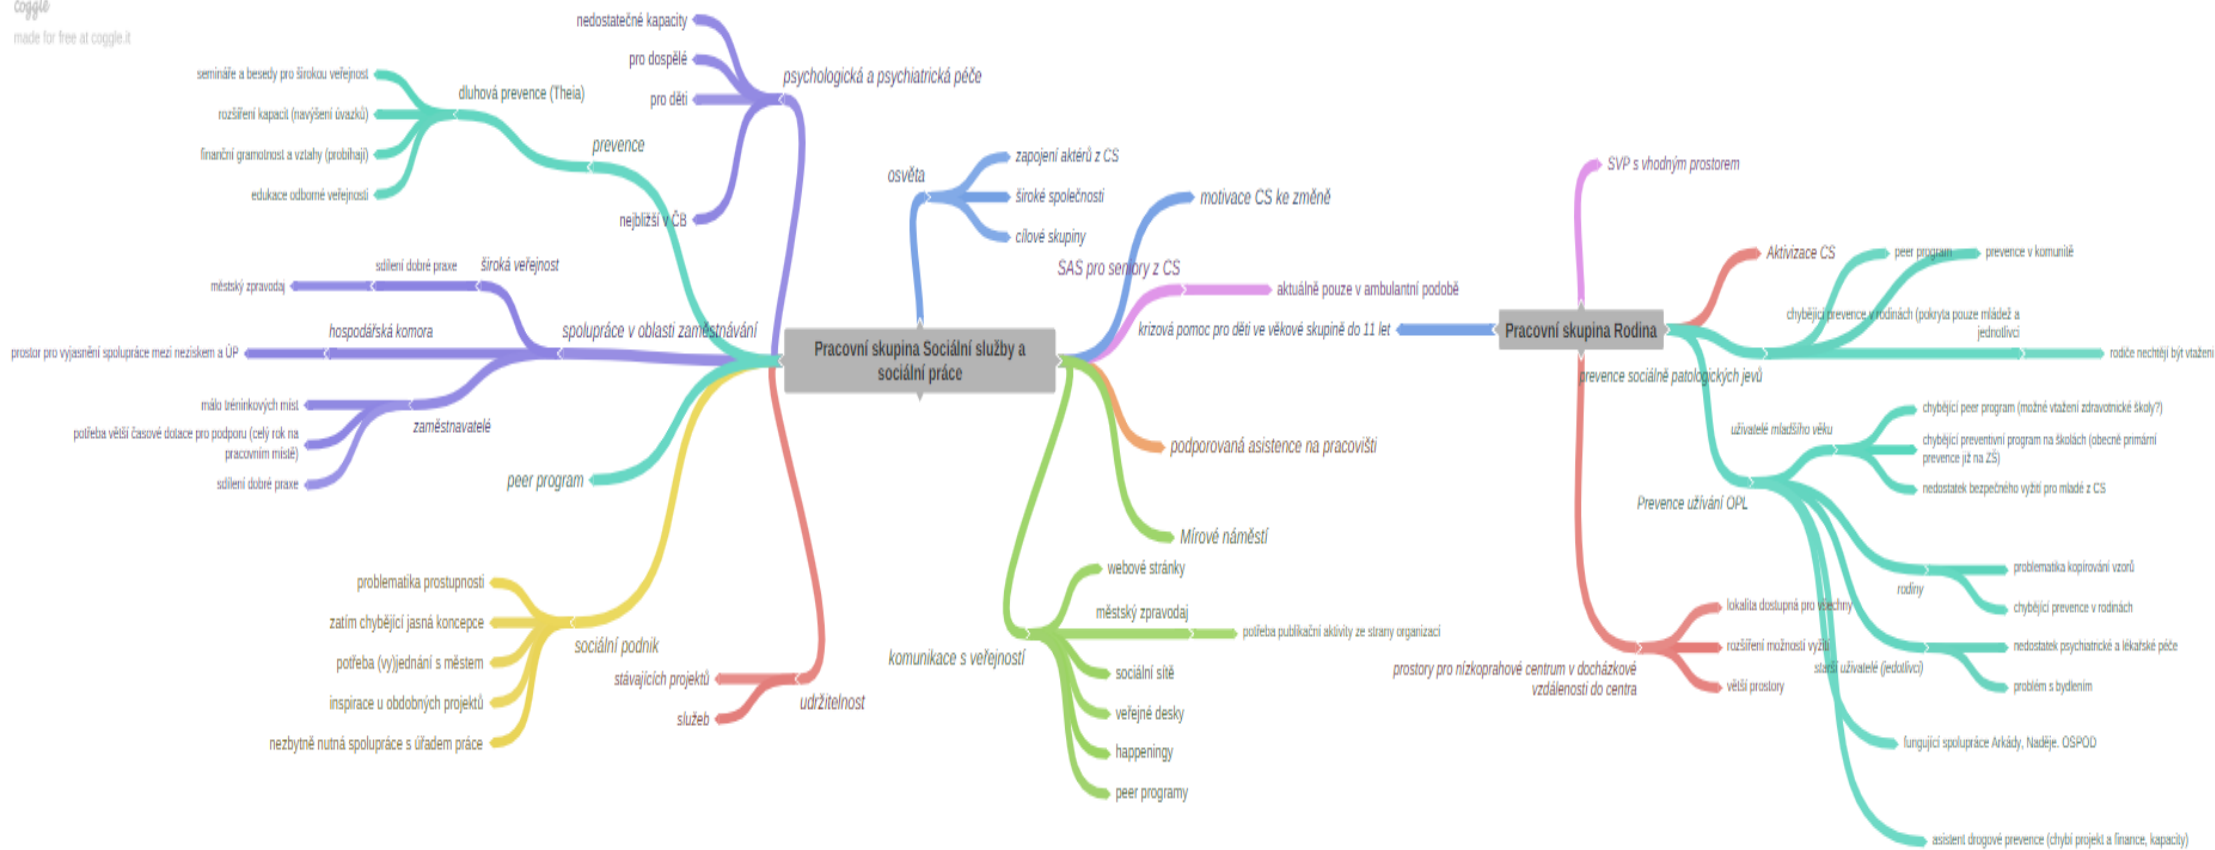 coggle
made for free at coggle.it
nedostatečné kapacity
pro dospělé
pro děti
nejbližší v ČB
psychologická a psychiatrická péče
semináře a besedy pro širokou veřejnost
rozšíření kapacit (navýšení úvazků)
finanční gramotnost a vztahy (probíhají)
edukace odborné veřejnosti
dluhová prevence (Theia)
prevence
městský zpravodaj
sdílení dobré praxe
široká veřejnost
prostor pro vyjasnění spolupráce mezi neziskem a ÚP
hospodářská komora
spolupráce v oblasti zaměstnávání
málo tréninkových míst
potřeba větší časové dotace pro podporu (celý rok na
pracovním místě)
sdílení dobré praxe
zaměstnavatelé
peer program
problematika prostupnosti
zatím chybějící jasná koncepce
potřeba (vy)jednání s městem
inspirace u obdobných projektů
nezbytně nutná spolupráce s úřadem práce
sociální podnik
stávajících projektů
služeb
udržitelnost
Pracovní skupina Sociální služby a
sociální práce
osvěta
zapojení aktérů z CS
široké společnosti
cílové skupiny
motivace CS ke změně
SAS pro seniory z CS
aktuálně pouze v ambulantní podobě
podporovaná asistence na pracovišti
Mírové náměstí
komunikace s veřejností
webové stránky
městský zpravodaj
potřeba publikační aktivity ze strany organizací
sociální sítě
veřejné desky
happeningy
peer programy
krizová pomoc pro děti ve věkové skupině do 11 let
Pracovní skupina Rodina
SVP s vhodným prostorem
Aktivizace CS
peer program
prevence v komunitě
chybějící prevence v rodinách (pokryta pouze mládež a
jednotlivci
rodiče nechtějí být vtaženi
prevence sociálně patologických jevů
uživatelé mladšího věku
chybějící peer program (možné vtažení zdravotnické školy?)
chybějící preventivní program na školách (obecně primární
prevence již na ZŠ)
nedostatek bezpečného vyžití pro mladé z CS
Prevence užívání OPL
rodiny
problematika kopírování vzorů
chybějící prevence v rodinách
starší uživatelé (jedotlivci)
nedostatek psychiatrické a lékařské péče
problém s bydlením
fungující spolupráce Arkády, Naděje. OSPOD
asistent drogové prevence (chybí projekt a finance, kapacity)
lokalita dostupná pro všechny
rozšíření možností vyžití
větší prostory
prostory pro nízkoprahové centrum v docházkové
vzdálenosti do centra